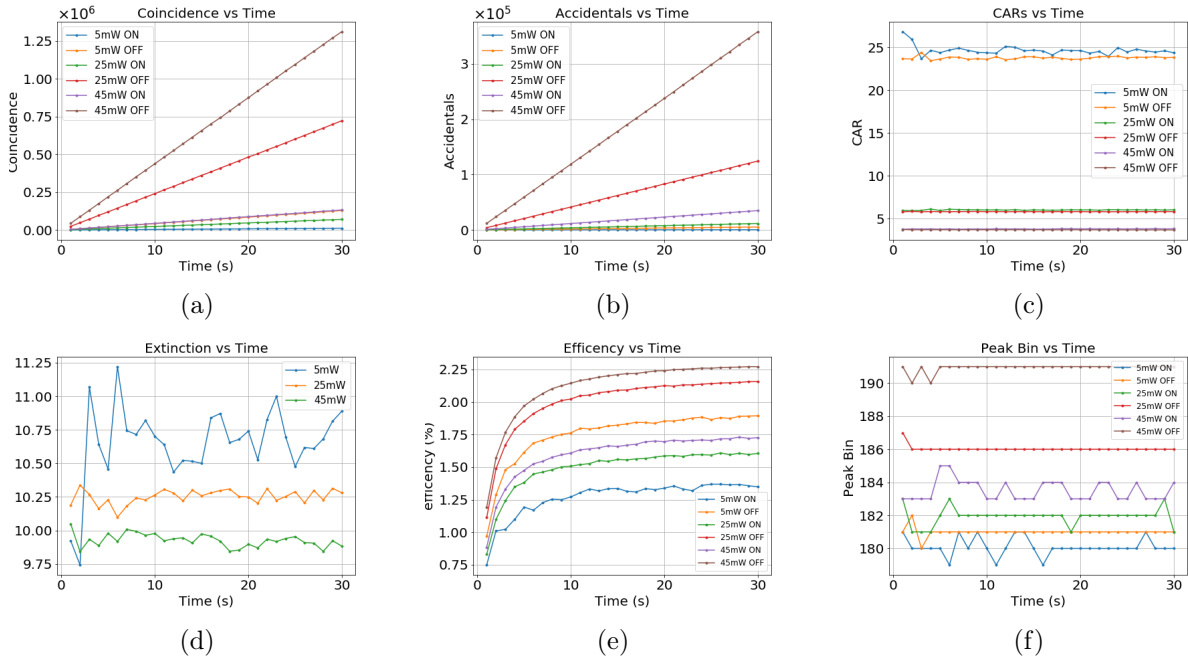 ×10⁶ Coincidence vs Time
1.25
1.00
0.75
0.50
0.25
0.00
Coincidence
5mW ON
5mW OFF
25mW ON
25mW OFF
45mW ON
45mW OFF
0 10 20 30
Time (s)
(a)
×10⁵ Accidentals vs Time
3
2
1
0
Accidentals
5mW ON
5mW OFF
25mW ON
25mW OFF
45mW ON
45mW OFF
0 10 20 30
Time (s)
(b)
CARs vs Time
25
20
15
10
5
CAR
5mW ON
5mW OFF
25mW ON
25mW OFF
45mW ON
45mW OFF
0 10 20 30
Time (s)
(c)
Extinction vs Time
11.25
11.00
10.75
10.50
10.25
10.00
9.75
5mW
25mW
45mW
0 10 20 30
Time (s)
(d)
Efficency vs Time
2.25
2.00
1.75
1.50
1.25
1.00
0.75
efficency (%)
5mW ON
5mW OFF
25mW ON
25mW OFF
45mW ON
45mW OFF
0 10 20 30
Time (s)
(e)
Peak Bin vs Time
190
188
186
184
182
180
Peak Bin
5mW ON
5mW OFF
25mW ON
25mW OFF
45mW ON
45mW OFF
0 10 20 30
Time (s)
(f)